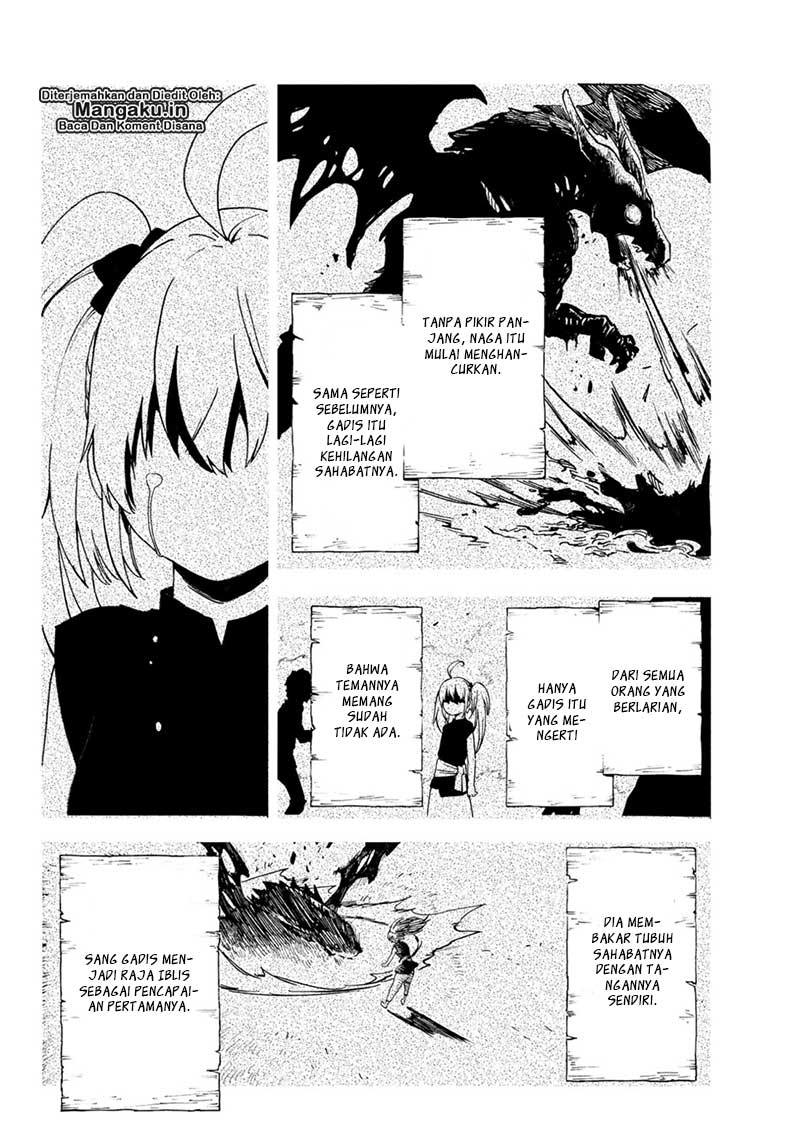 Diterjemahkan dan Diedit Oleh:
Mangaku.in
Baca Dan Koment Disana
TANPA PIKIR PAN-
JANG, NAGA ITU
MULAI MENGHAN-
CURKAN.
SAMA SEPERTI
SEBELUMNYA,
GADIS ITU
LAGI-LAGI
KEHILANGAN
SAHABATNYA.
DARI SEMUA
ORANG YANG
BERLARIAN,
HANYA
GADIS ITU
YANG ME-
NGERTI
BAHWA
TEMANNYA
MEMANG
SUDAH
TIDAK ADA.
DIA MEM-
BAKAR TUBUH
SAHABATNYA
DENGAN TA-
NGANNYA
SENDIRI.
SANG GADIS MEN-
JADI RAJA IBLIS
SEBAGAI PENCAPAI-
AN PERTAMANYA.